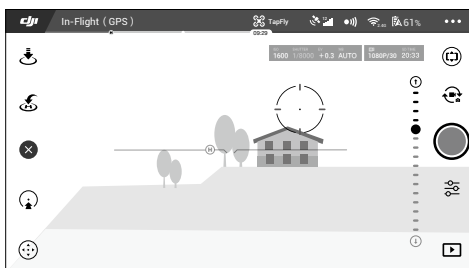 dji In-Flight (GPS) TapFly 61%
09:29
1600 1/8000 +0.3 AUTO 1080P/30 20:33
H